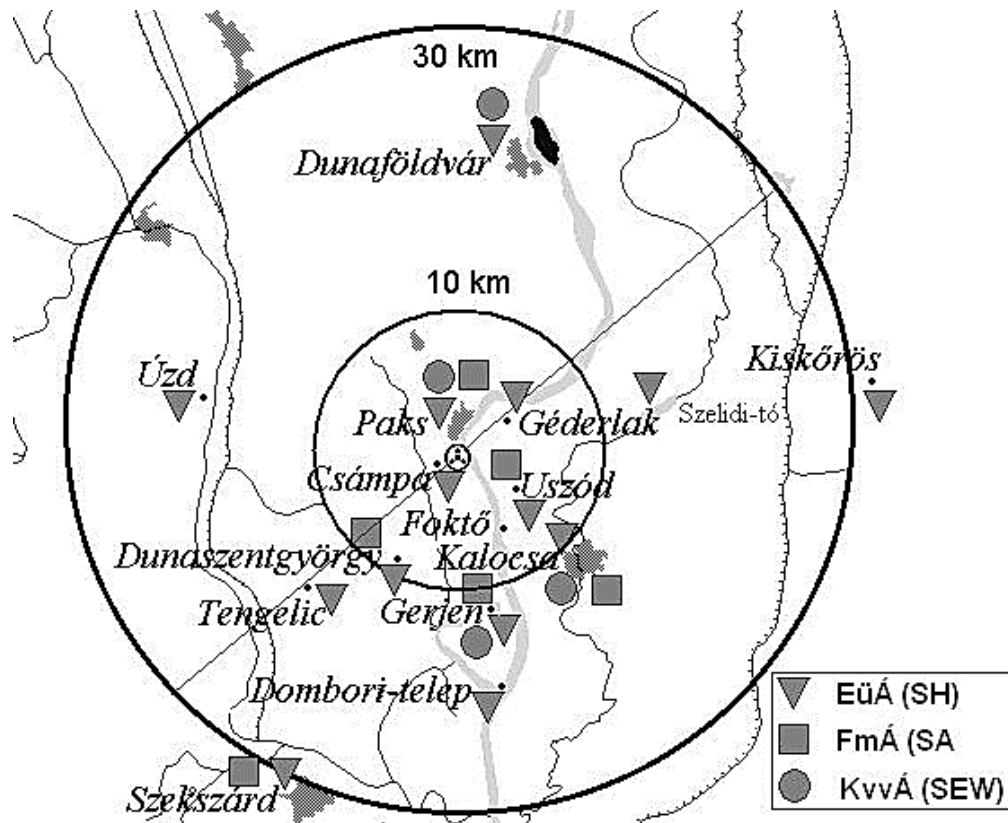 30 km
Dunaföldvár
10 km
Kiskőrös
Úzd
Szelidi-tó
Paks
Géderlak
Csámpa
Uszód
Foktő
Dunaszentgyörgy
Kalocsa
Tengelic
Gerjen
Dombori-telep
EüÁ (SH)
FmÁ (SA
KvvÁ (SEW)
Szekszárd